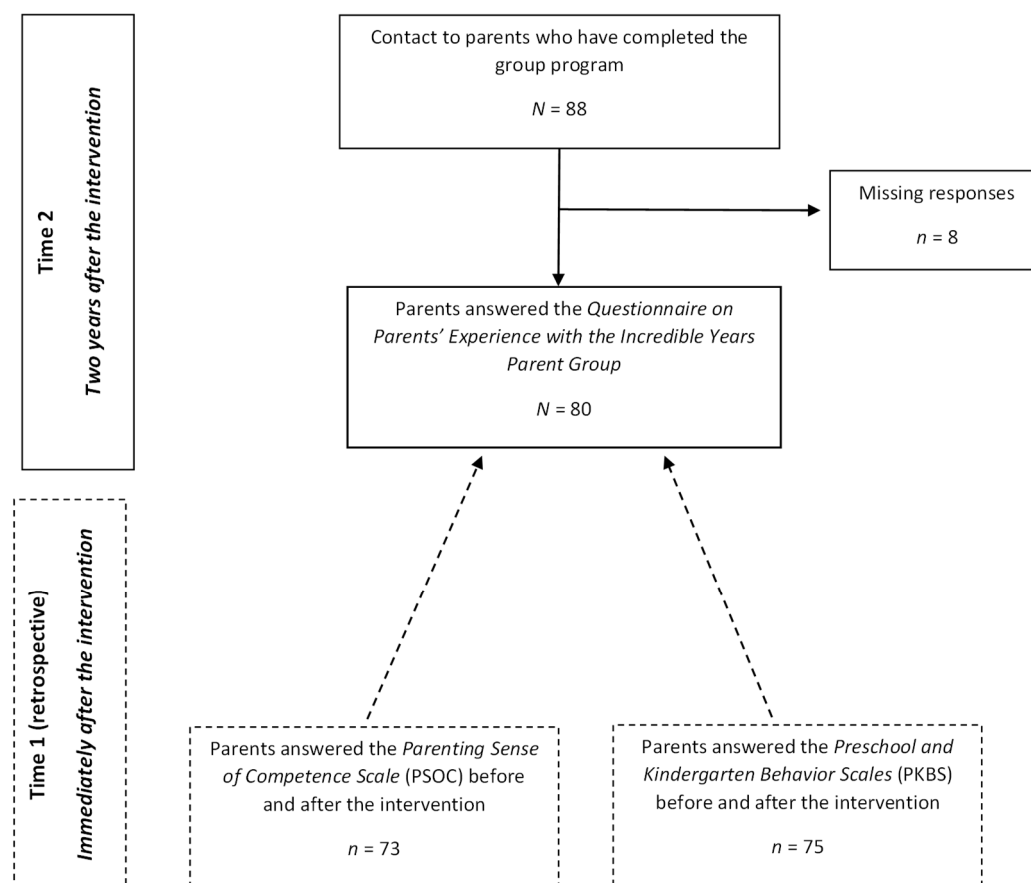 Time 2
Two years after the intervention
Contact to parents who have completed the
group program
N = 88
Missing responses
n = 8
Parents answered the Questionnaire on
Parents’ Experience with the Incredible Years
Parent Group
N = 80
Time 1 (retrospective)
Immediately after the intervention
Parents answered the Parenting Sense
of Competence Scale (PSOC) before
and after the intervention
n = 73
Parents answered the Preschool and
Kindergarten Behavior Scales (PKBS)
before and after the intervention
n = 75